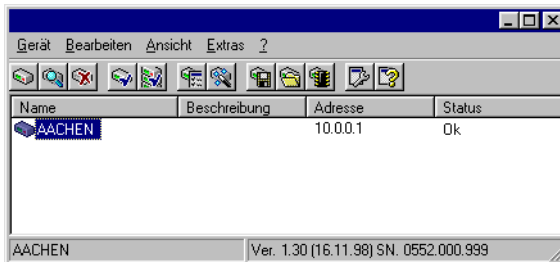 Gerät Bearbeiten Ansicht Extras ?
Name Beschreibung Adresse Status
AACHEN 10.0.0.1 Ok
AACHEN Ver. 1.30 (16.11.98) SN. 0552.000.999